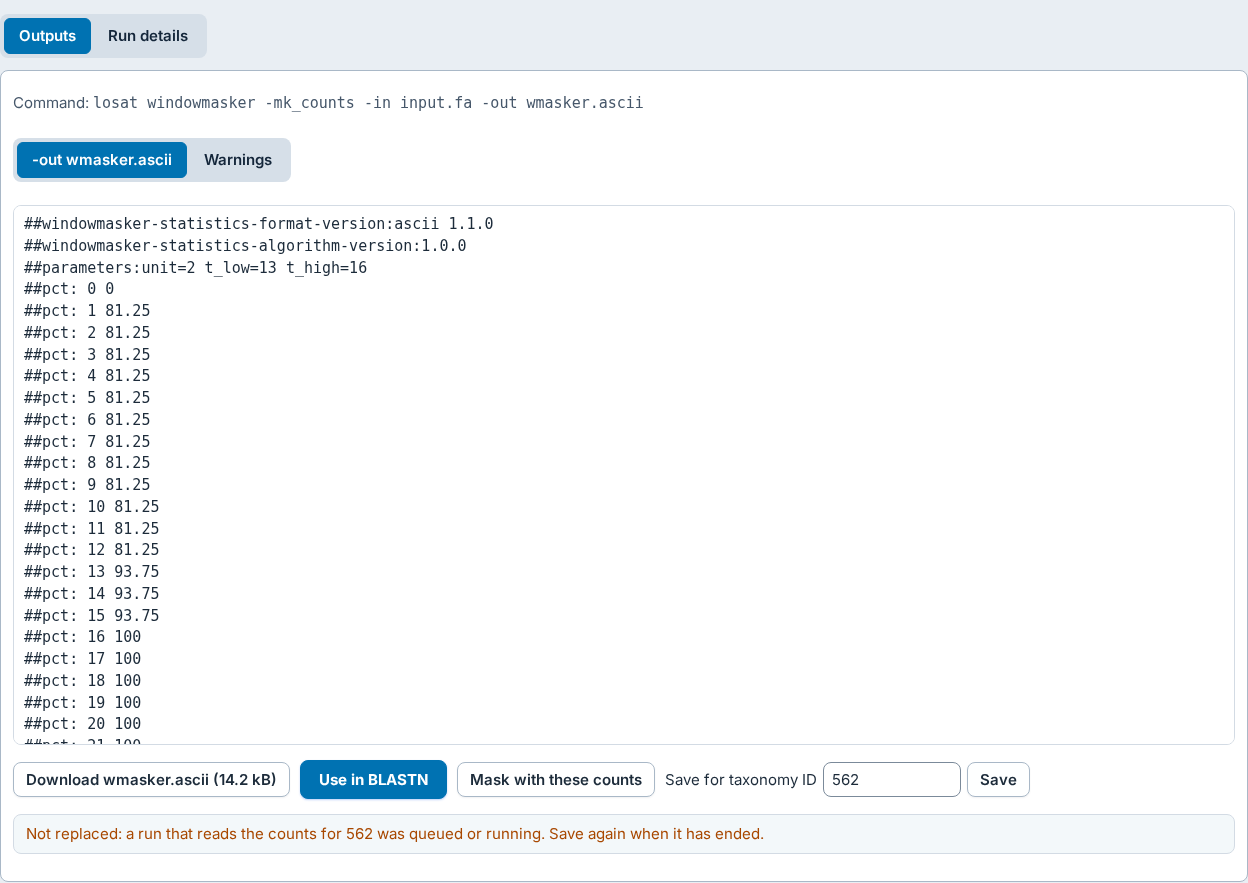 Outputs
Run details
Command: losat windowmasker -mk_counts -in input.fa -out wmasker.ascii
-out wmasker.ascii
Warnings
##windowmasker-statistics-format-version:ascii 1.1.0
##windowmasker-statistics-algorithm-version:1.0.0
##parameters:unit=2 t_low=13 t_high=16
##pct: 0 0
##pct: 1 81.25
##pct: 2 81.25
##pct: 3 81.25
##pct: 4 81.25
##pct: 5 81.25
##pct: 6 81.25
##pct: 7 81.25
##pct: 8 81.25
##pct: 9 81.25
##pct: 10 81.25
##pct: 11 81.25
##pct: 12 81.25
##pct: 13 93.75
##pct: 14 93.75
##pct: 15 93.75
##pct: 16 100
##pct: 17 100
##pct: 18 100
##pct: 19 100
##pct: 20 100
##pct: 21 100
Download wmasker.ascii (14.2 kB)
Use in BLASTN
Mask with these counts
Save for taxonomy ID
562
Save
Not replaced: a run that reads the counts for 562 was queued or running. Save again when it has ended.